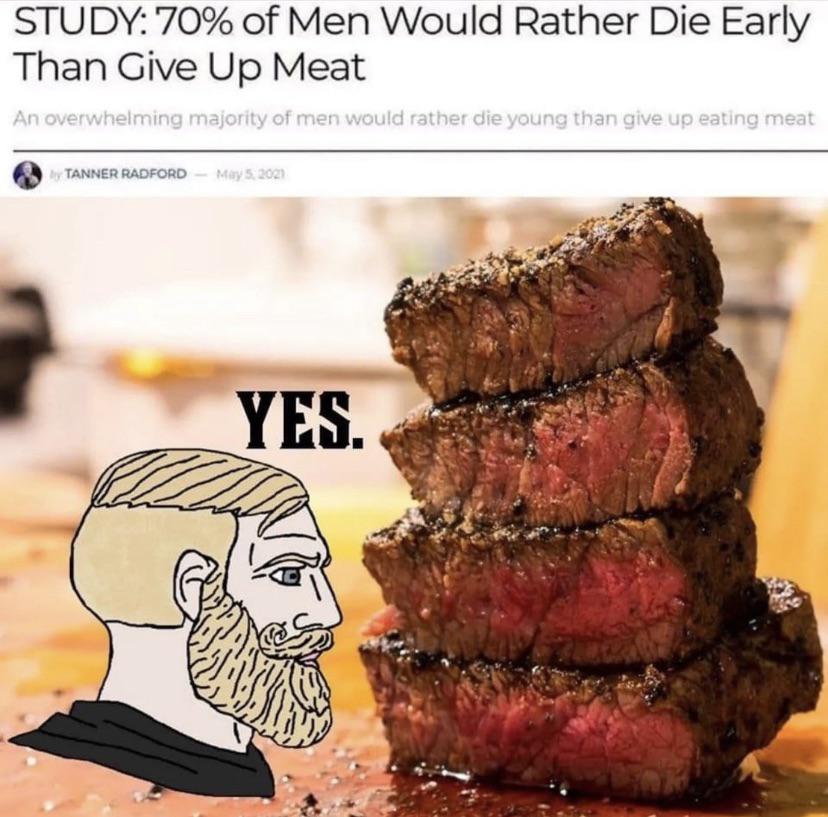 STUDY: 70% of Men Would Rather Die Early
Than Give Up Meat
An overwhelming majority of men would rather die young than give up eating meat
by TANNER RADFORD — May 5, 2021
YES.